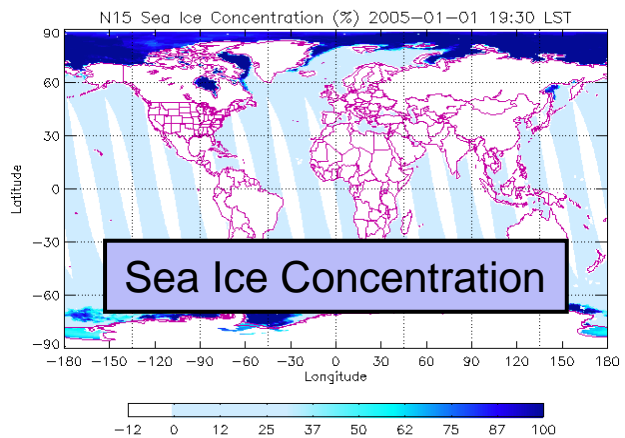 N15 Sea Ice Concentration (%) 2005-01-01 19:30 LST
90
60
30
0
-30
-60
-90
Latitude
Sea Ice Concentration
-180 -150 -120 -90 -60 -30 0 30 60 90 120 150 180
Longitude
-12 0 12 25 37 50 62 75 87 100